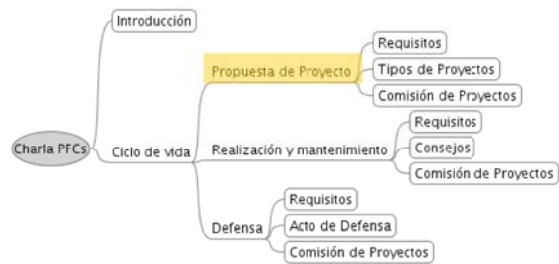 Charla PFCs
Introducción
Ciclo de vida
Propuesta de Proyecto
Requisitos
Tipos de Proyectos
Comisión de Proyectos
Realización y mantenimiento
Requisitos
Consejos
Comisión de Proyectos
Defensa
Requisitos
Acto de Defensa
Comisión de Proyectos